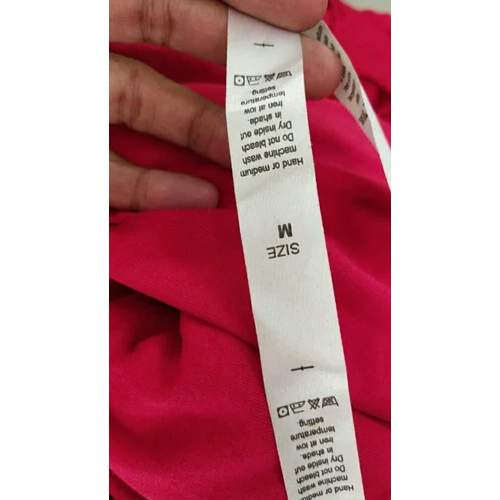 Hand or medium
machine wash
Do not bleach
Dry inside out
in shade.
Iron at low
temperature
setting.
SIZE
M
Hand or medium
machine wash
Do not bleach
Dry inside out
in shade.
Iron at low
temperature
setting.